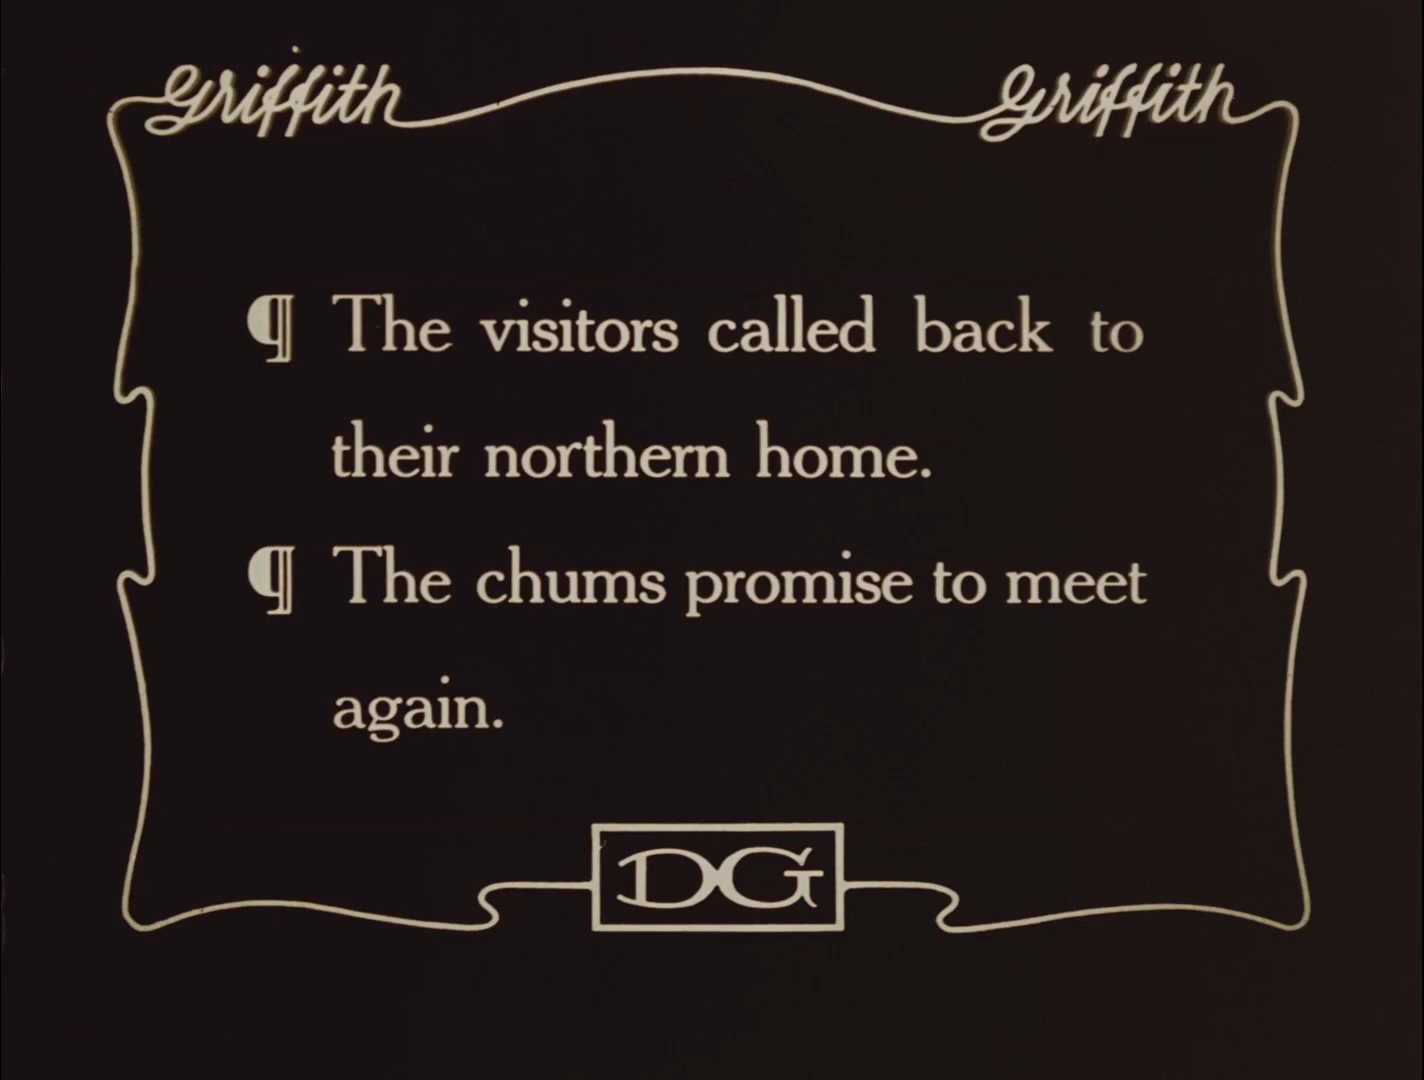 Griffith Griffith
¶ The visitors called back to
their northern home.
¶ The chums promise to meet
again.
DG